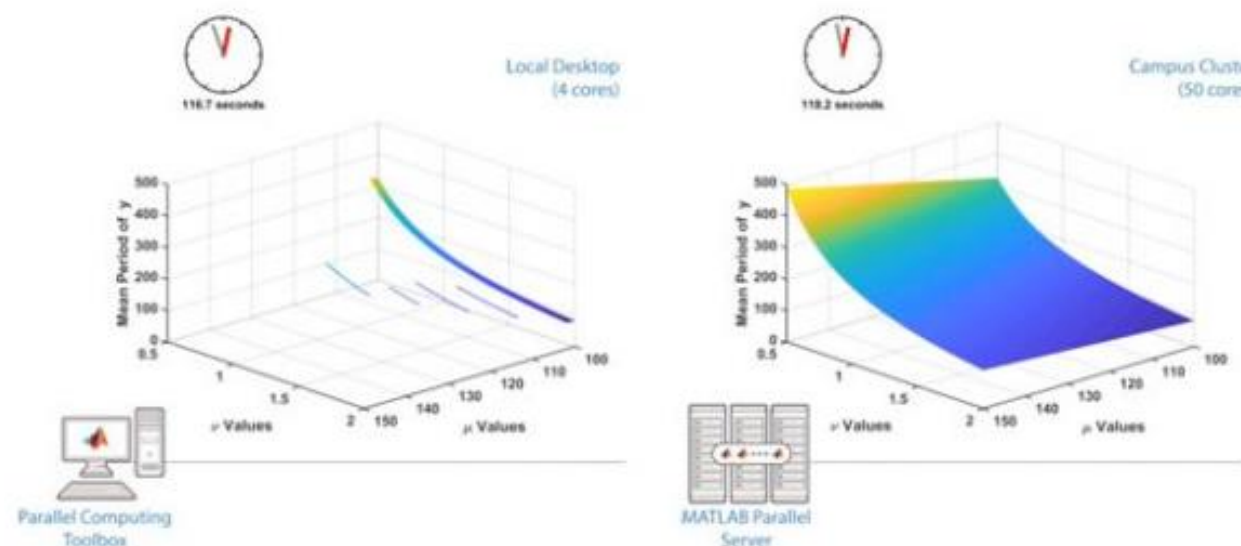 116.7 seconds
Local Desktop
(4 cores)
500
400
300
200
100
0
Mean Period of y
0.5
1
1.5
2
ν Values
150
140
130
120
110
100
μ Values
Parallel Computing
Toolbox
118.2 seconds
Campus Cluste
(50 core
500
400
300
200
100
0
Mean Period of y
0.5
1
1.5
2
ν Values
150
140
130
120
110
100
μ Values
MATLAB Parallel
Server